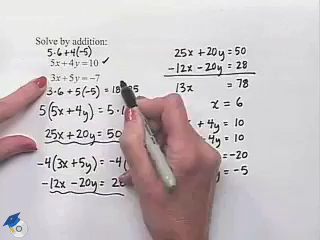 Solve by addition:
5·6+4(-5)
5x + 4y = 10 ✓
3x + 5y = −7
3·6 + 5(-5) = 18 25
5(5x + 4y) = 5·1
25x + 20y = 50
-4(3x + 5y) = -4
-12x - 20y = 28
25x + 20y = 50
-12x - 20y = 28
13x = 78
x = 6
+ 4y = 10
4y = 10
= -20
y = -5